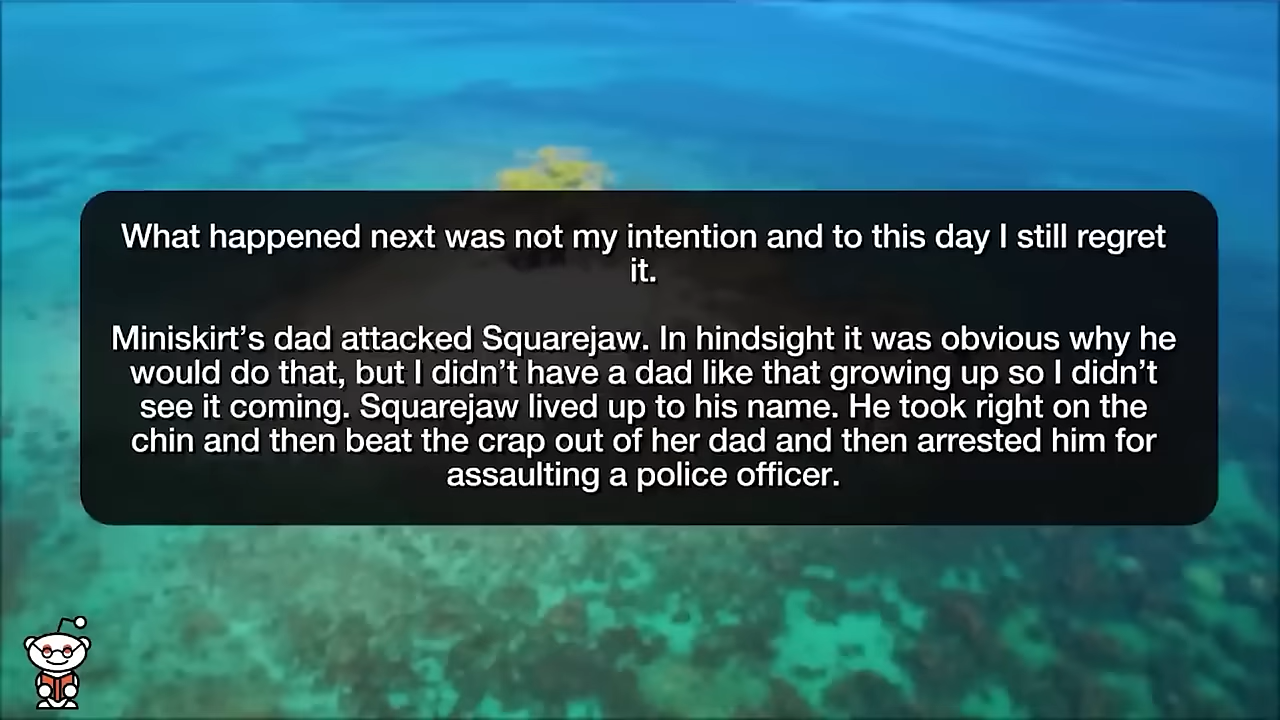 What happened next was not my intention and to this day I still regret
it.
Miniskirt’s dad attacked Squarejaw. In hindsight it was obvious why he
would do that, but I didn’t have a dad like that growing up so I didn’t
see it coming. Squarejaw lived up to his name. He took right on the
chin and then beat the crap out of her dad and then arrested him for
assaulting a police officer.